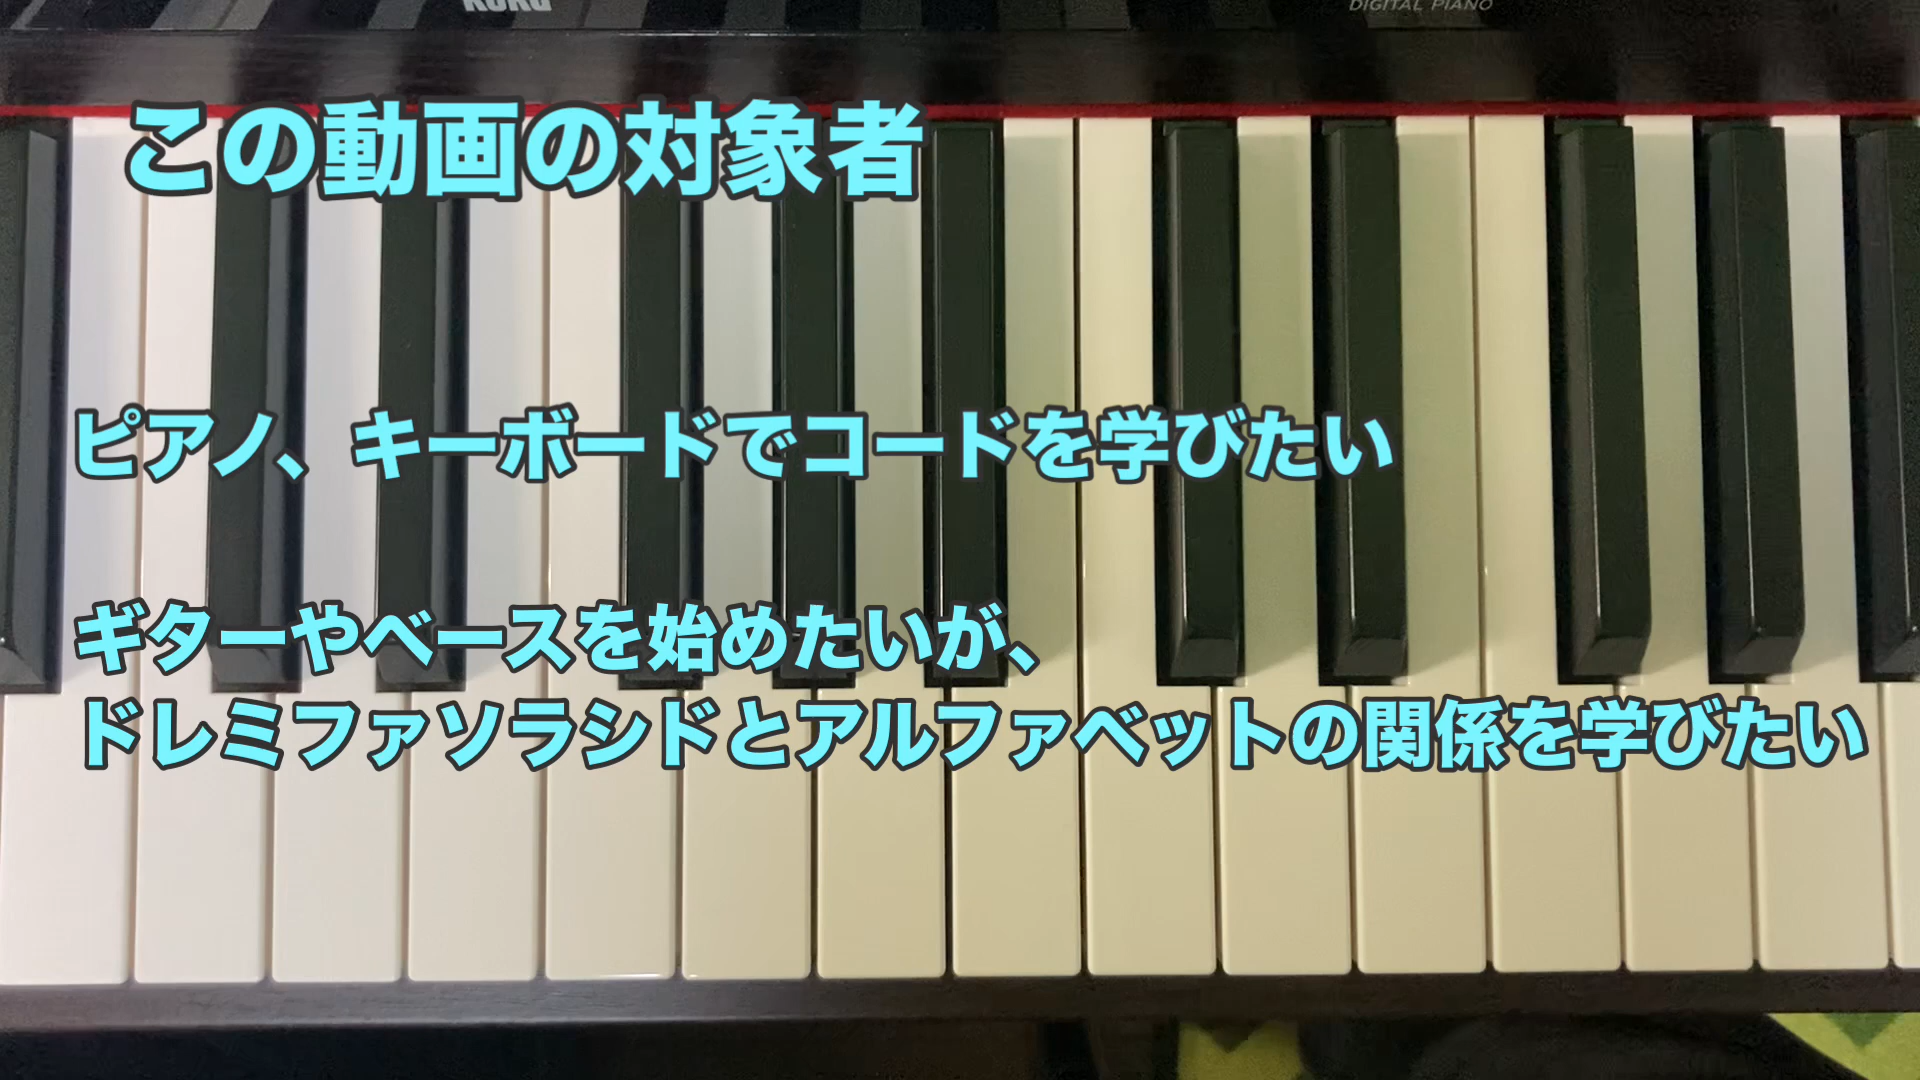 KORG
DIGITAL PIANO
この動画の対象者
ピアノ、キーボードでコードを学びたい
ギターやベースを始めたいが、
ドレミファソラシドとアルファベットの関係を学びたい